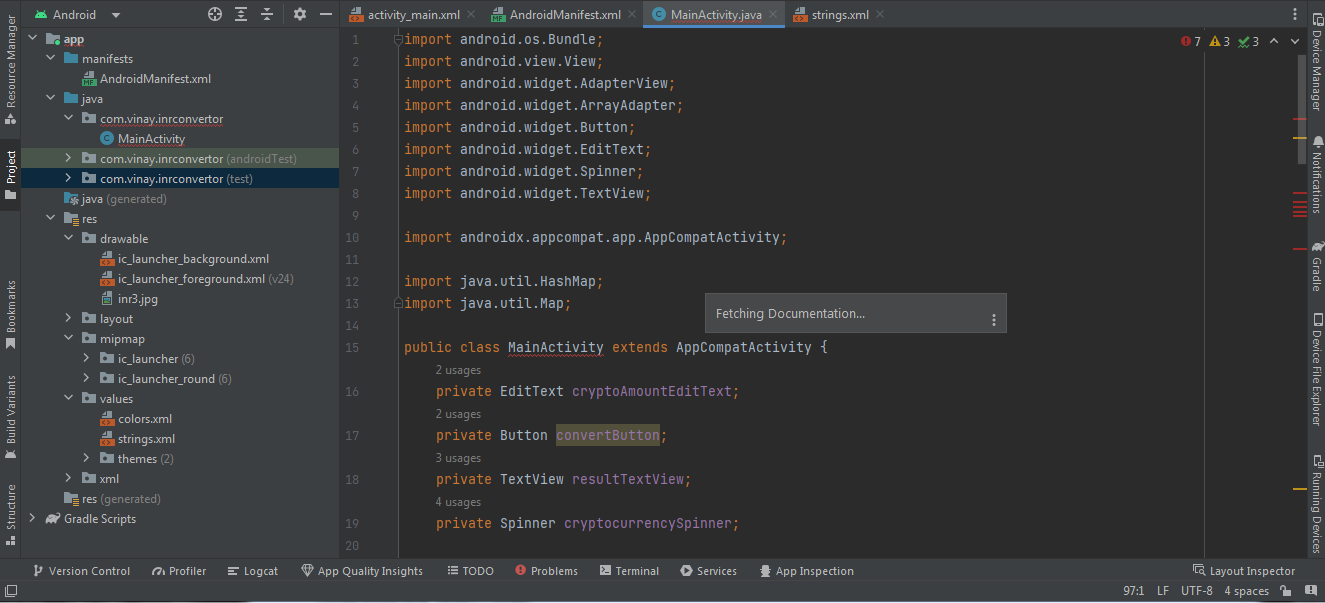 Android
activity_main.xml
AndroidManifest.xml
MainActivity.java
strings.xml
Resource Manager
Project
Bookmarks
Build Variants
Structure
app
manifests
AndroidManifest.xml
java
com.vinay.inrconvertor
MainActivity
com.vinay.inrconvertor (androidTest)
com.vinay.inrconvertor (test)
java (generated)
res
drawable
ic_launcher_background.xml
ic_launcher_foreground.xml (v24)
inr3.jpg
layout
mipmap
ic_launcher (6)
ic_launcher_round (6)
values
colors.xml
strings.xml
themes (2)
xml
res (generated)
Gradle Scripts
7 3 3
1 import android.os.Bundle;
2 import android.view.View;
3 import android.widget.AdapterView;
4 import android.widget.ArrayAdapter;
5 import android.widget.Button;
6 import android.widget.EditText;
7 import android.widget.Spinner;
8 import android.widget.TextView;
9
10 import androidx.appcompat.app.AppCompatActivity;
11
12 import java.util.HashMap;
13 import java.util.Map;
14
Fetching Documentation...
15 public class MainActivity extends AppCompatActivity {
2 usages
16 private EditText cryptoAmountEditText;
2 usages
17 private Button convertButton;
3 usages
18 private TextView resultTextView;
4 usages
19 private Spinner cryptocurrencySpinner;
20
Device Manager
Notifications
Gradle
Device File Explorer
Running Devices
Version Control
Profiler
Logcat
App Quality Insights
TODO
Problems
Terminal
Services
App Inspection
Layout Inspector
97:1 LF UTF-8 4 spaces